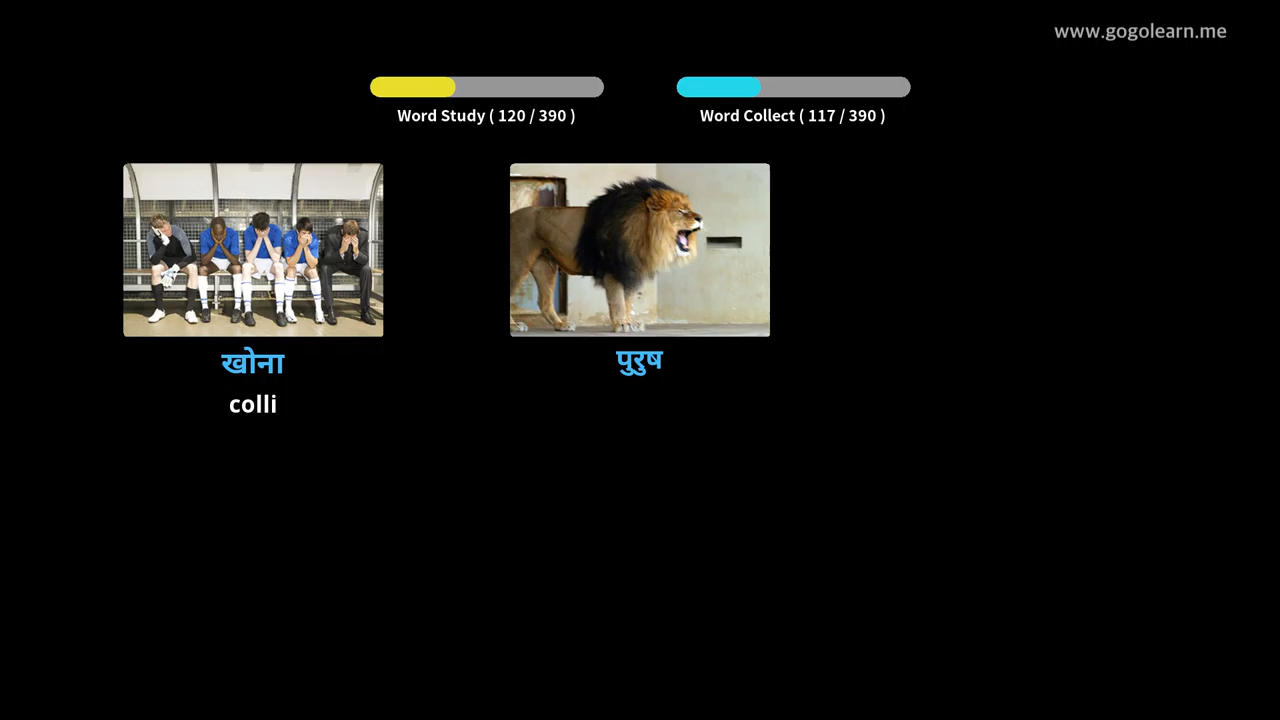 www.gogolearn.me
Word Study ( 120 / 390 )
Word Collect ( 117 / 390 )
खोना
colli
पुरुष